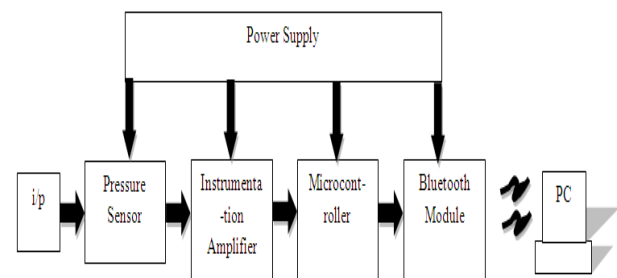 Power Supply
i/p
Pressure
Sensor
Instrumenta
-tion
Amplifier
Microcont-
roller
Bluetooth
Module
PC